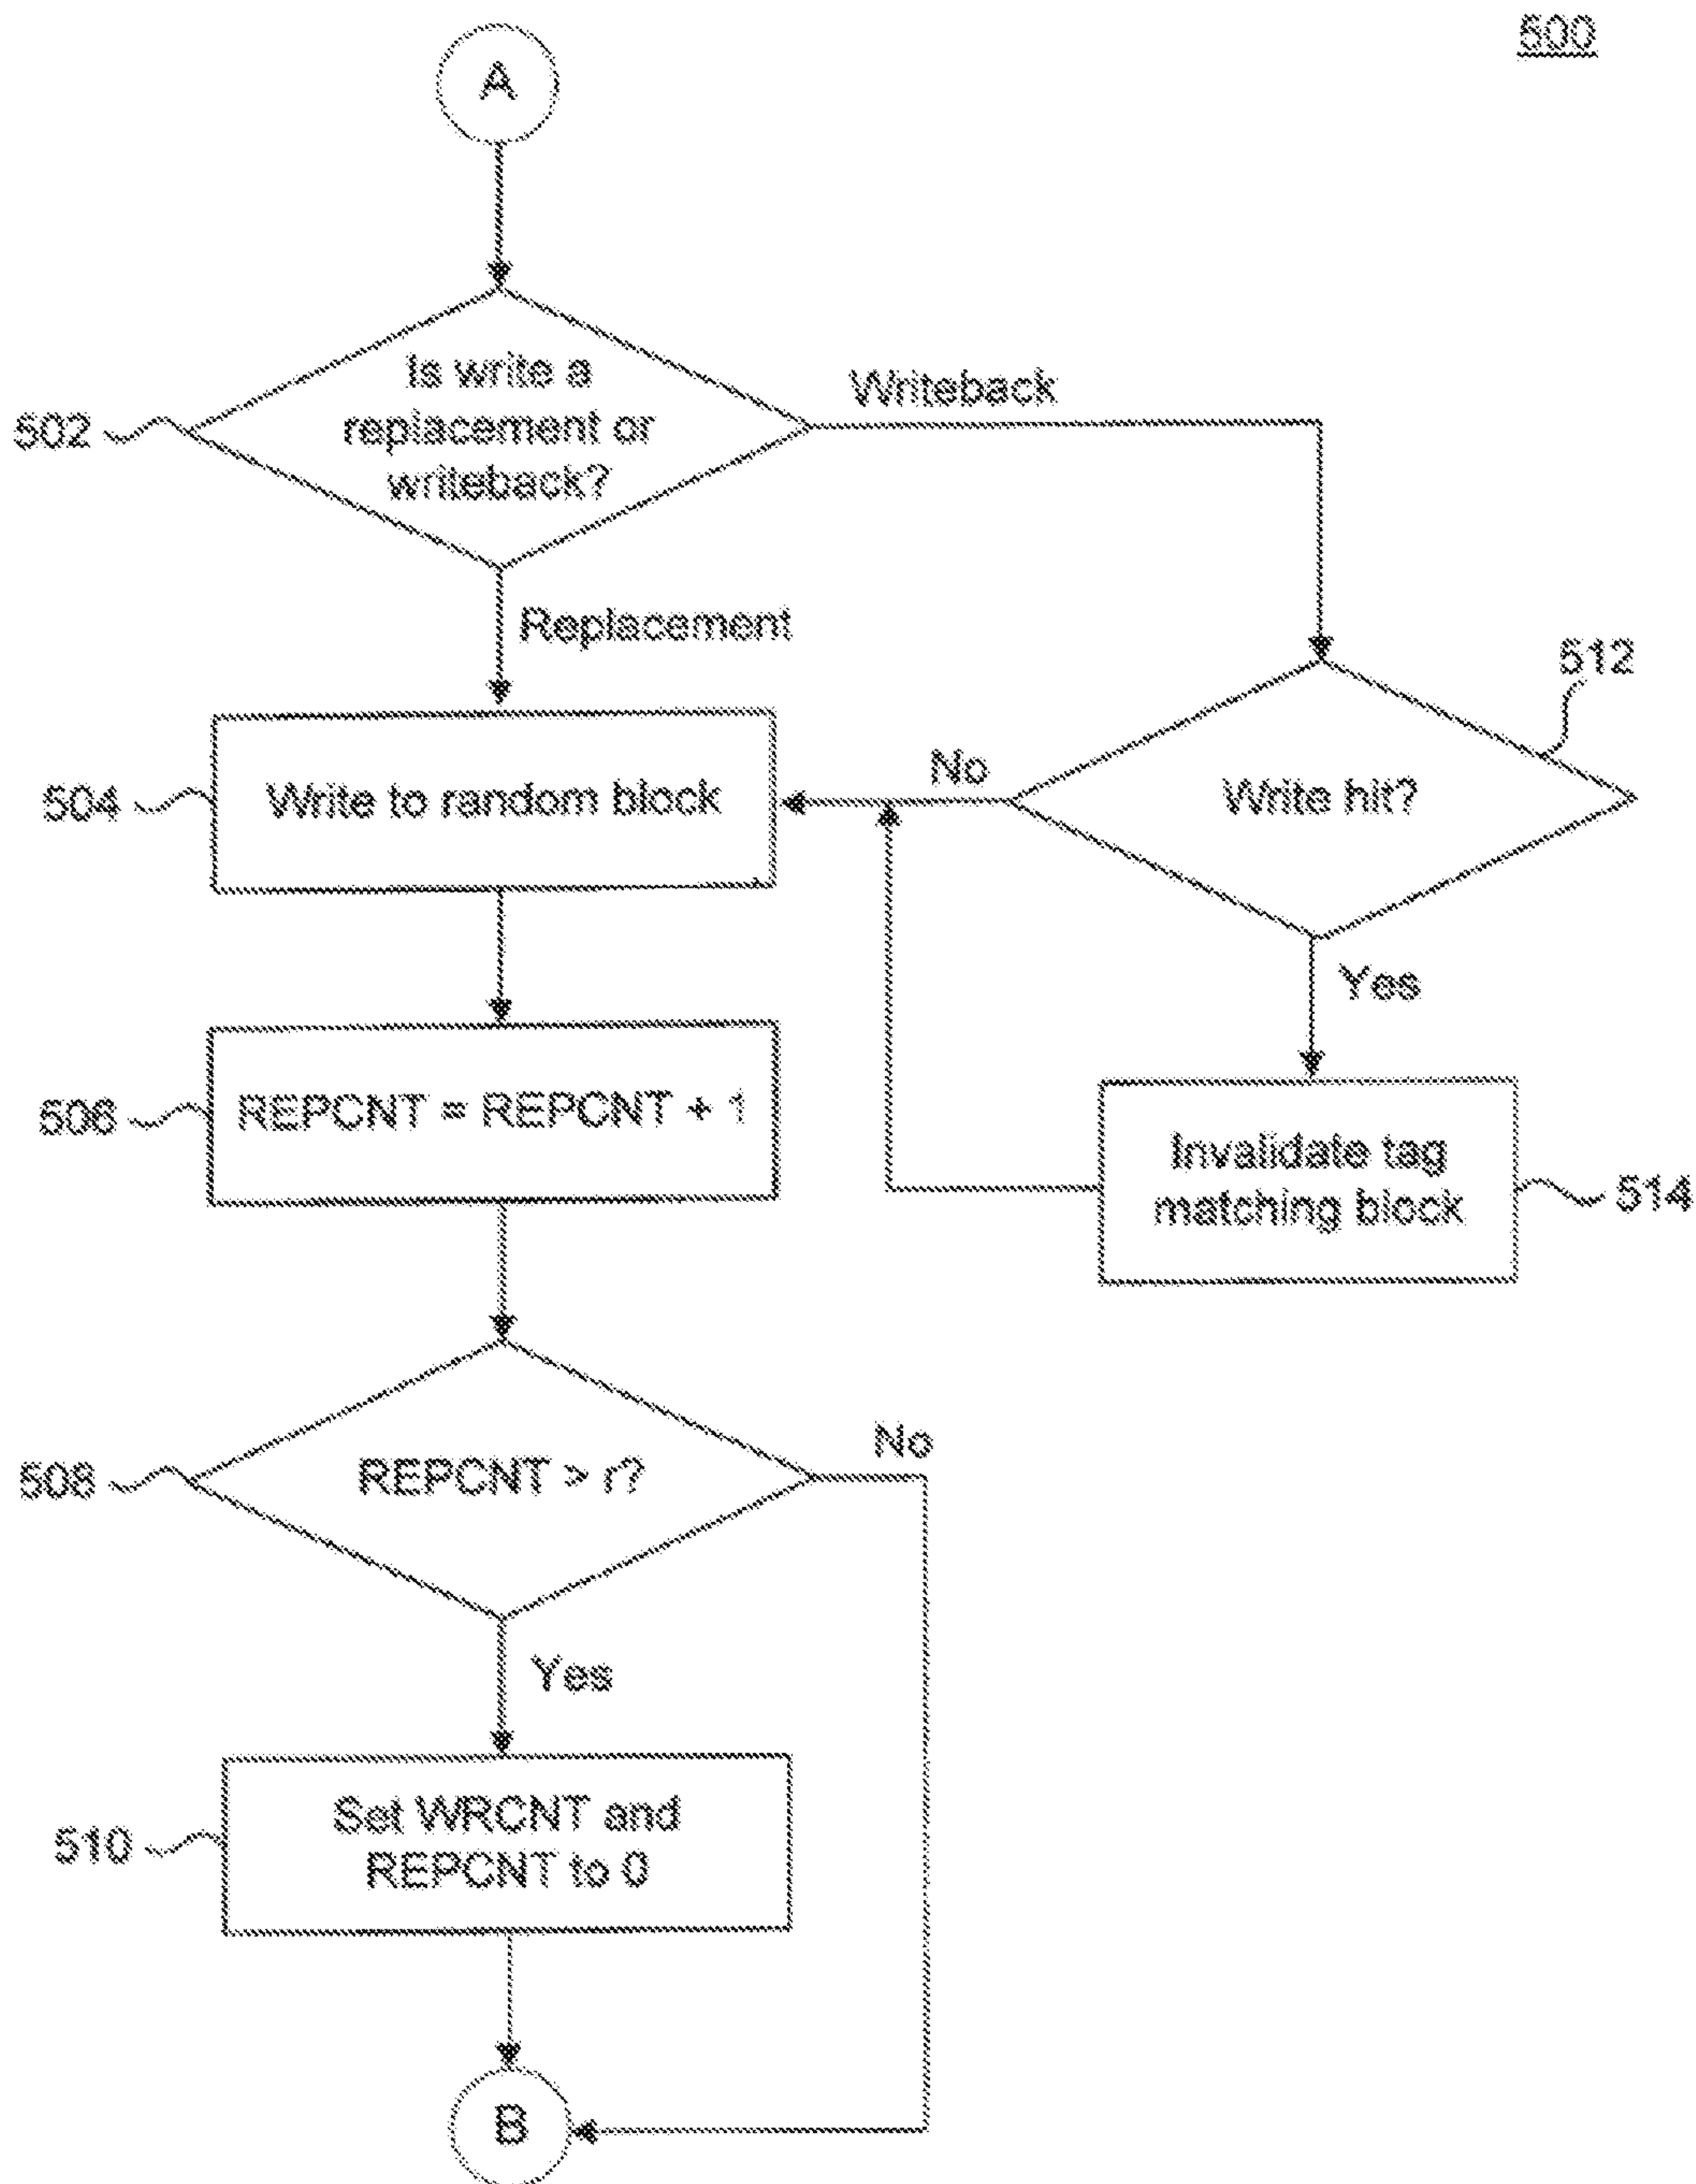 500
A
Is write a
replacement or
writeback?
502
Writeback
Replacement
512
Write hit?
No
504
Write to random block
Yes
506
REPCNT = REPCNT + 1
Invalidate tag
matching block
514
508
REPCNT > r?
No
Yes
510
Set WRCNT and
REPCNT to 0
B